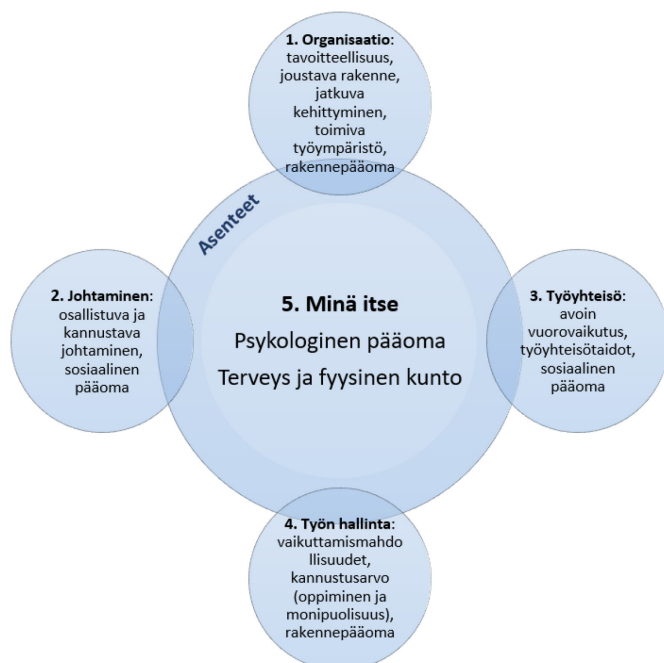 1. Organisaatio:
tavoitteellisuus,
joustava rakenne,
jatkuva
kehittyminen,
toimiva
työympäristö,
rakennepääoma
Asenteet
2. Johtaminen:
osallistuva ja
kannustava
johtaminen,
sosiaalinen
pääoma
5. Minä itse
Psykologinen pääoma
Terveys ja fyysinen kunto
3. Työyhteisö:
avoin
vuorovaikutus,
työyhteisötaidot,
sosiaalinen
pääoma
4. Työn hallinta:
vaikuttamismahdo
llisuudet,
kannustusarvo
(oppiminen ja
monipuolisuus),
rakennepääoma